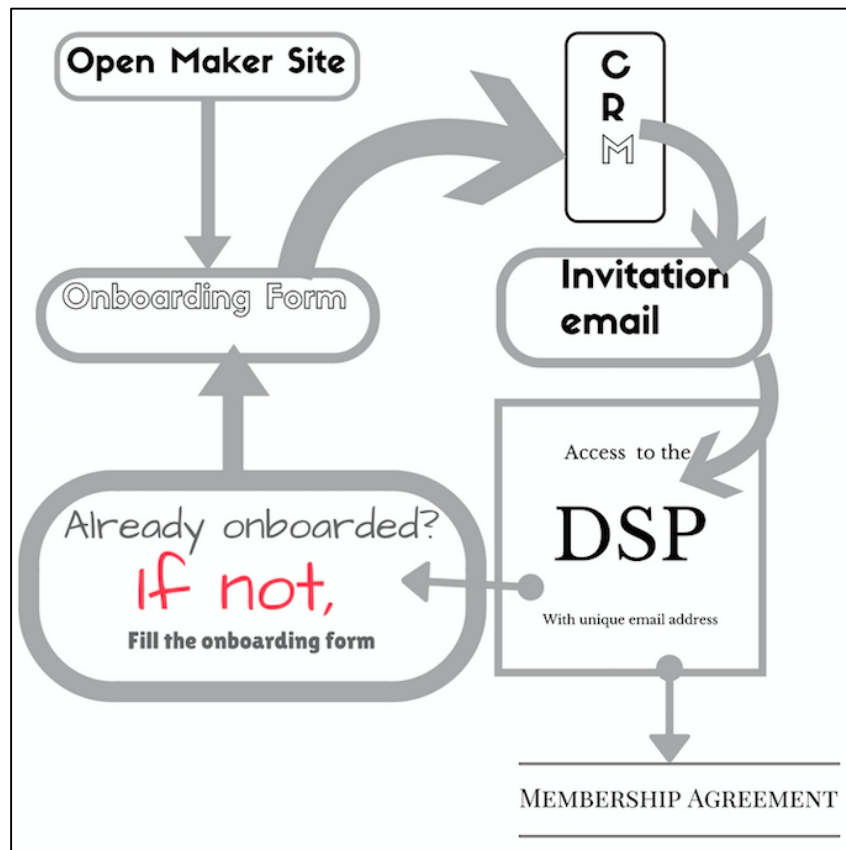 Open Maker Site
C
R
M
Onboarding Form
Invitation
email
Access to the
DSP
With unique email address
Already onboarded?
If not,
Fill the onboarding form
MEMBERSHIP AGREEMENT